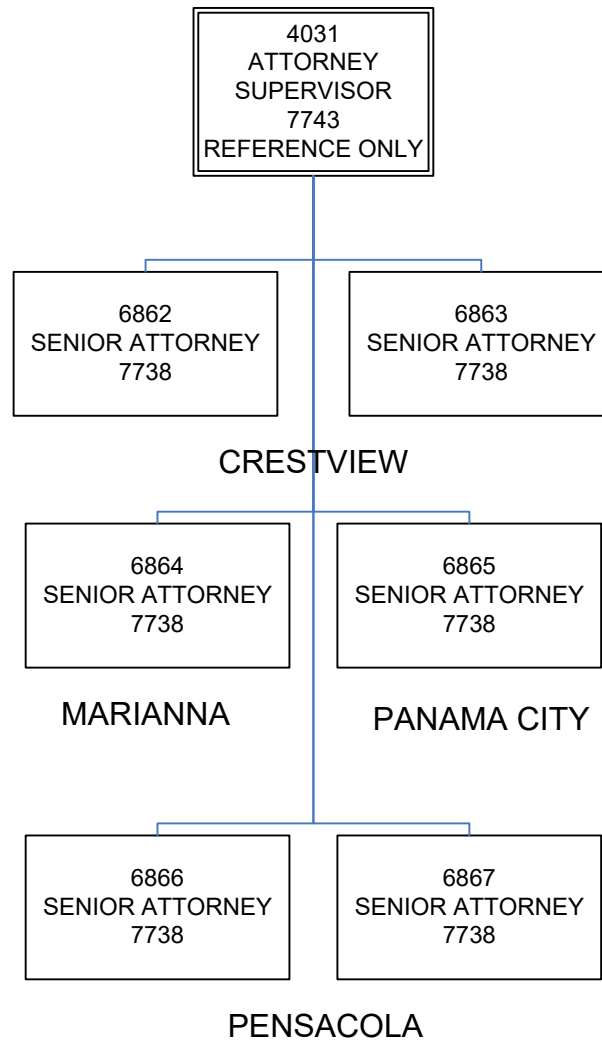 4031
ATTORNEY
SUPERVISOR
7743
REFERENCE ONLY
6862
SENIOR ATTORNEY
7738
6863
SENIOR ATTORNEY
7738
CRESTVIEW
6864
SENIOR ATTORNEY
7738
6865
SENIOR ATTORNEY
7738
MARIANNA
PANAMA CITY
6866
SENIOR ATTORNEY
7738
6867
SENIOR ATTORNEY
7738
PENSACOLA